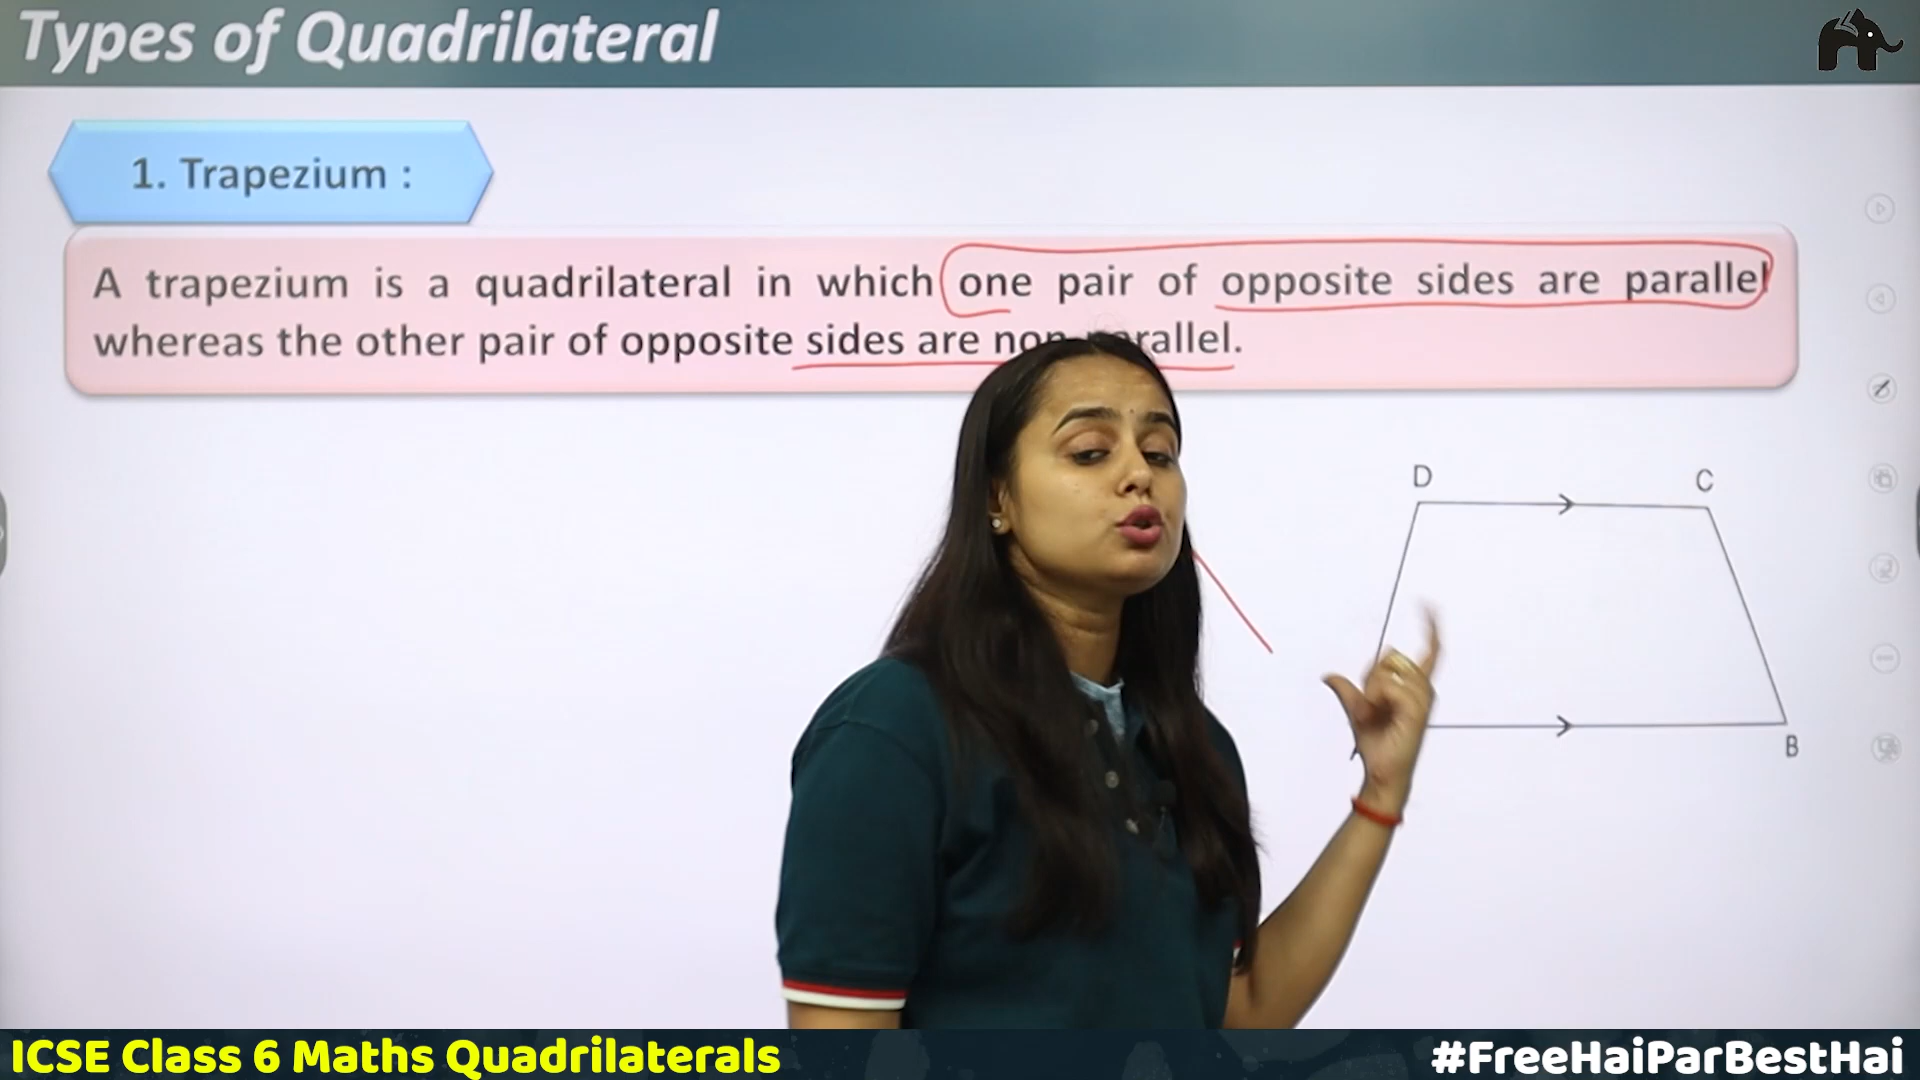 Types of Quadrilateral
1. Trapezium :
A trapezium is a quadrilateral in which one pair of opposite sides are parallel
whereas the other pair of opposite sides are
D
C
B
ICSE Class 6 Maths Quadrilaterals
#FreeHaiParBestHai